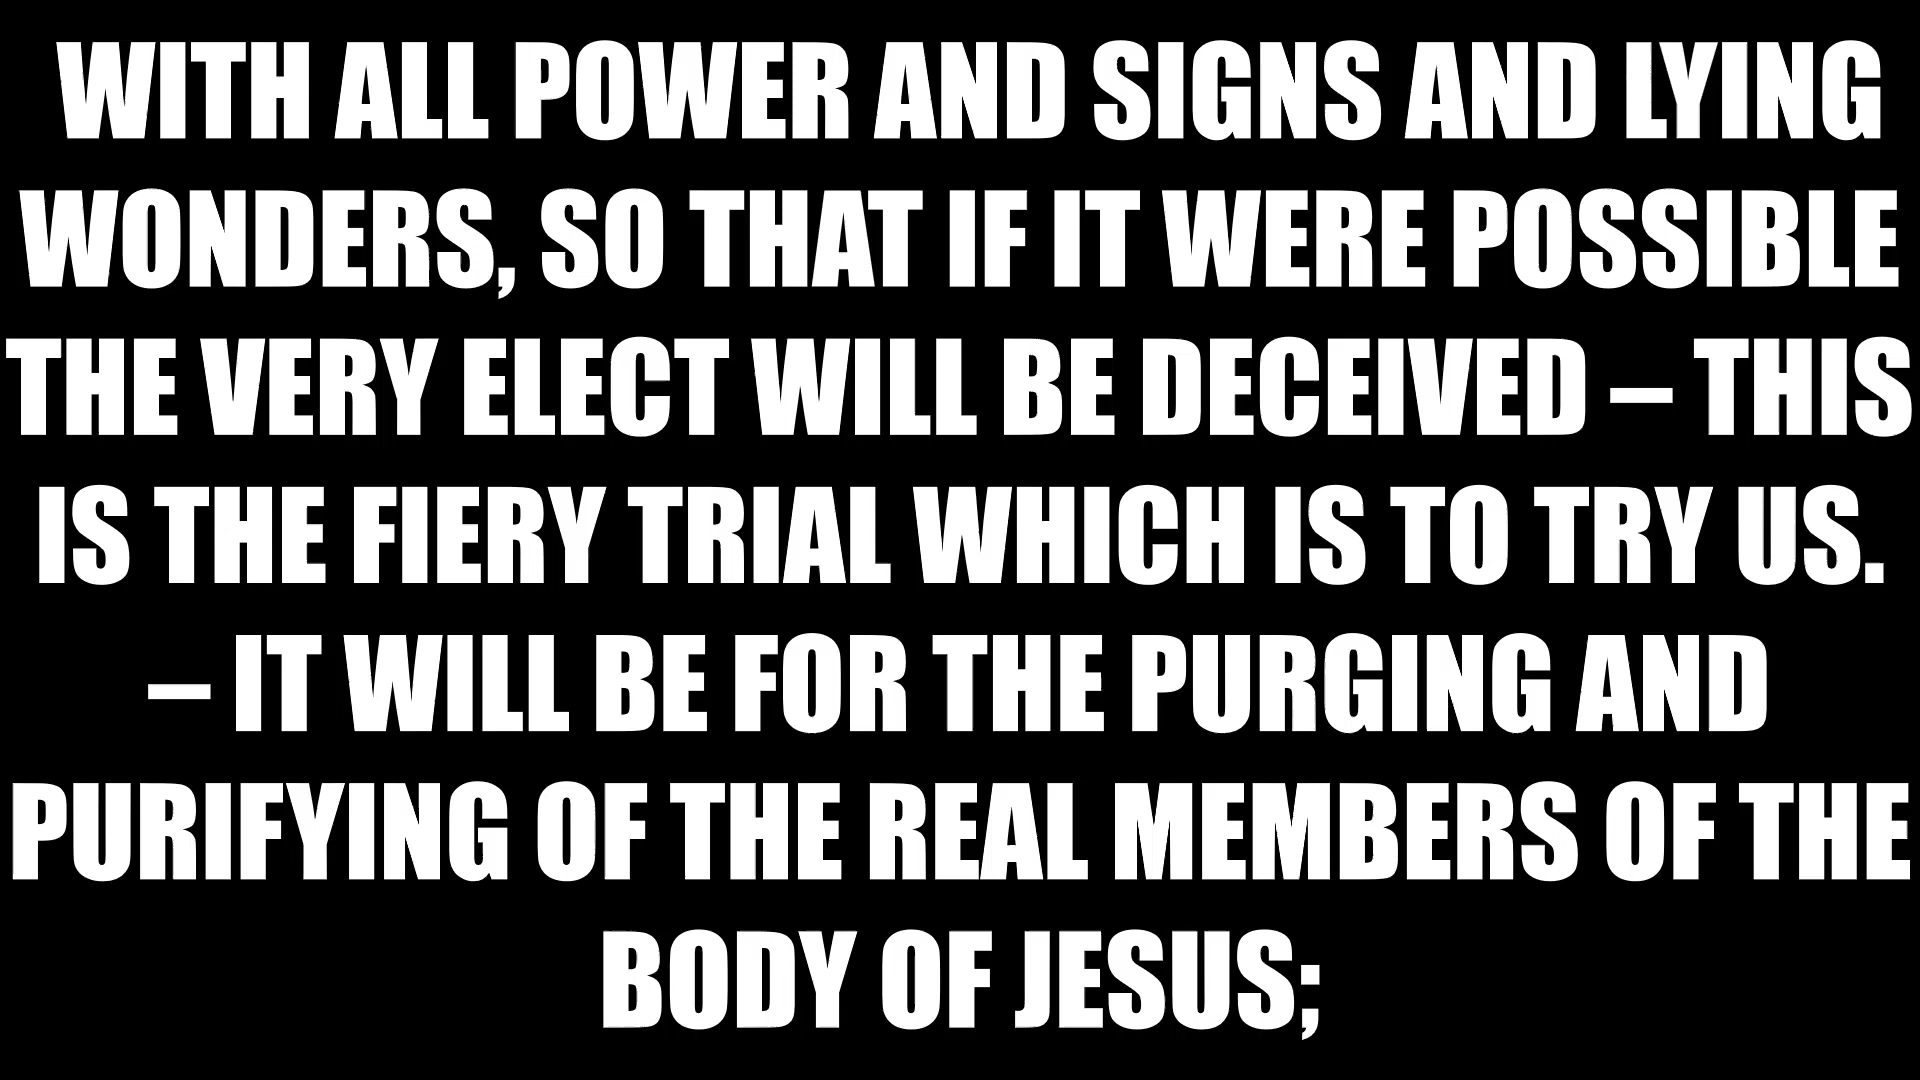 WITH ALL POWER AND SIGNS AND LYING
WONDERS, SO THAT IF IT WERE POSSIBLE
THE VERY ELECT WILL BE DECEIVED – THIS
IS THE FIERY TRIAL WHICH IS TO TRY US.
– IT WILL BE FOR THE PURGING AND
PURIFYING OF THE REAL MEMBERS OF THE
BODY OF JESUS;